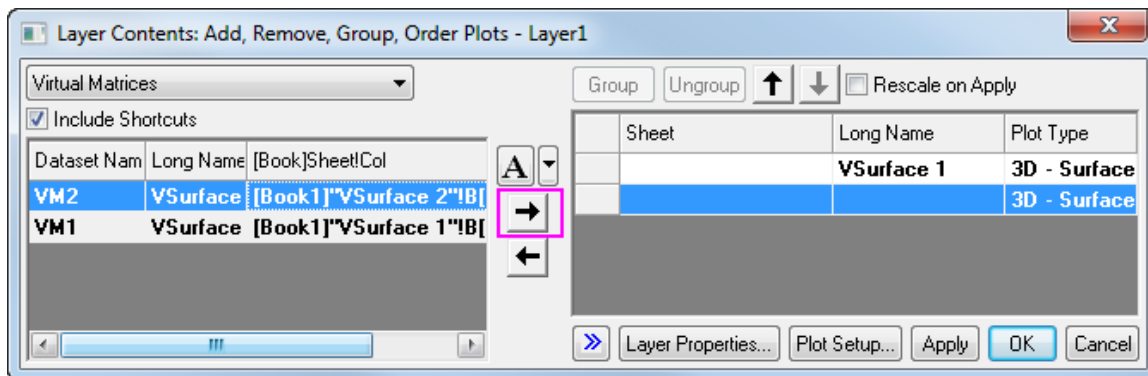 Layer Contents: Add, Remove, Group, Order Plots - Layer1
Virtual Matrices
Group Ungroup Rescale on Apply
Include Shortcuts
Sheet Long Name Plot Type
Dataset Nam Long Name [Book]Sheet!Col
A
VSurface 1 3D - Surface
VM2 VSurface [Book1]"VSurface 2"!B[
3D - Surface
VM1 VSurface [Book1]"VSurface 1"!B[
Layer Properties... Plot Setup... Apply OK Cancel